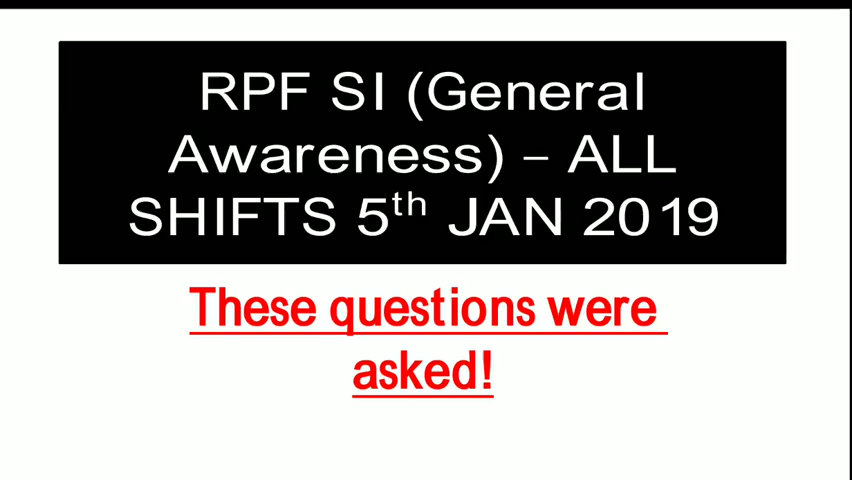 RPF SI (General
Awareness) – ALL
SHIFTS 5th JAN 2019
These questions were
asked!